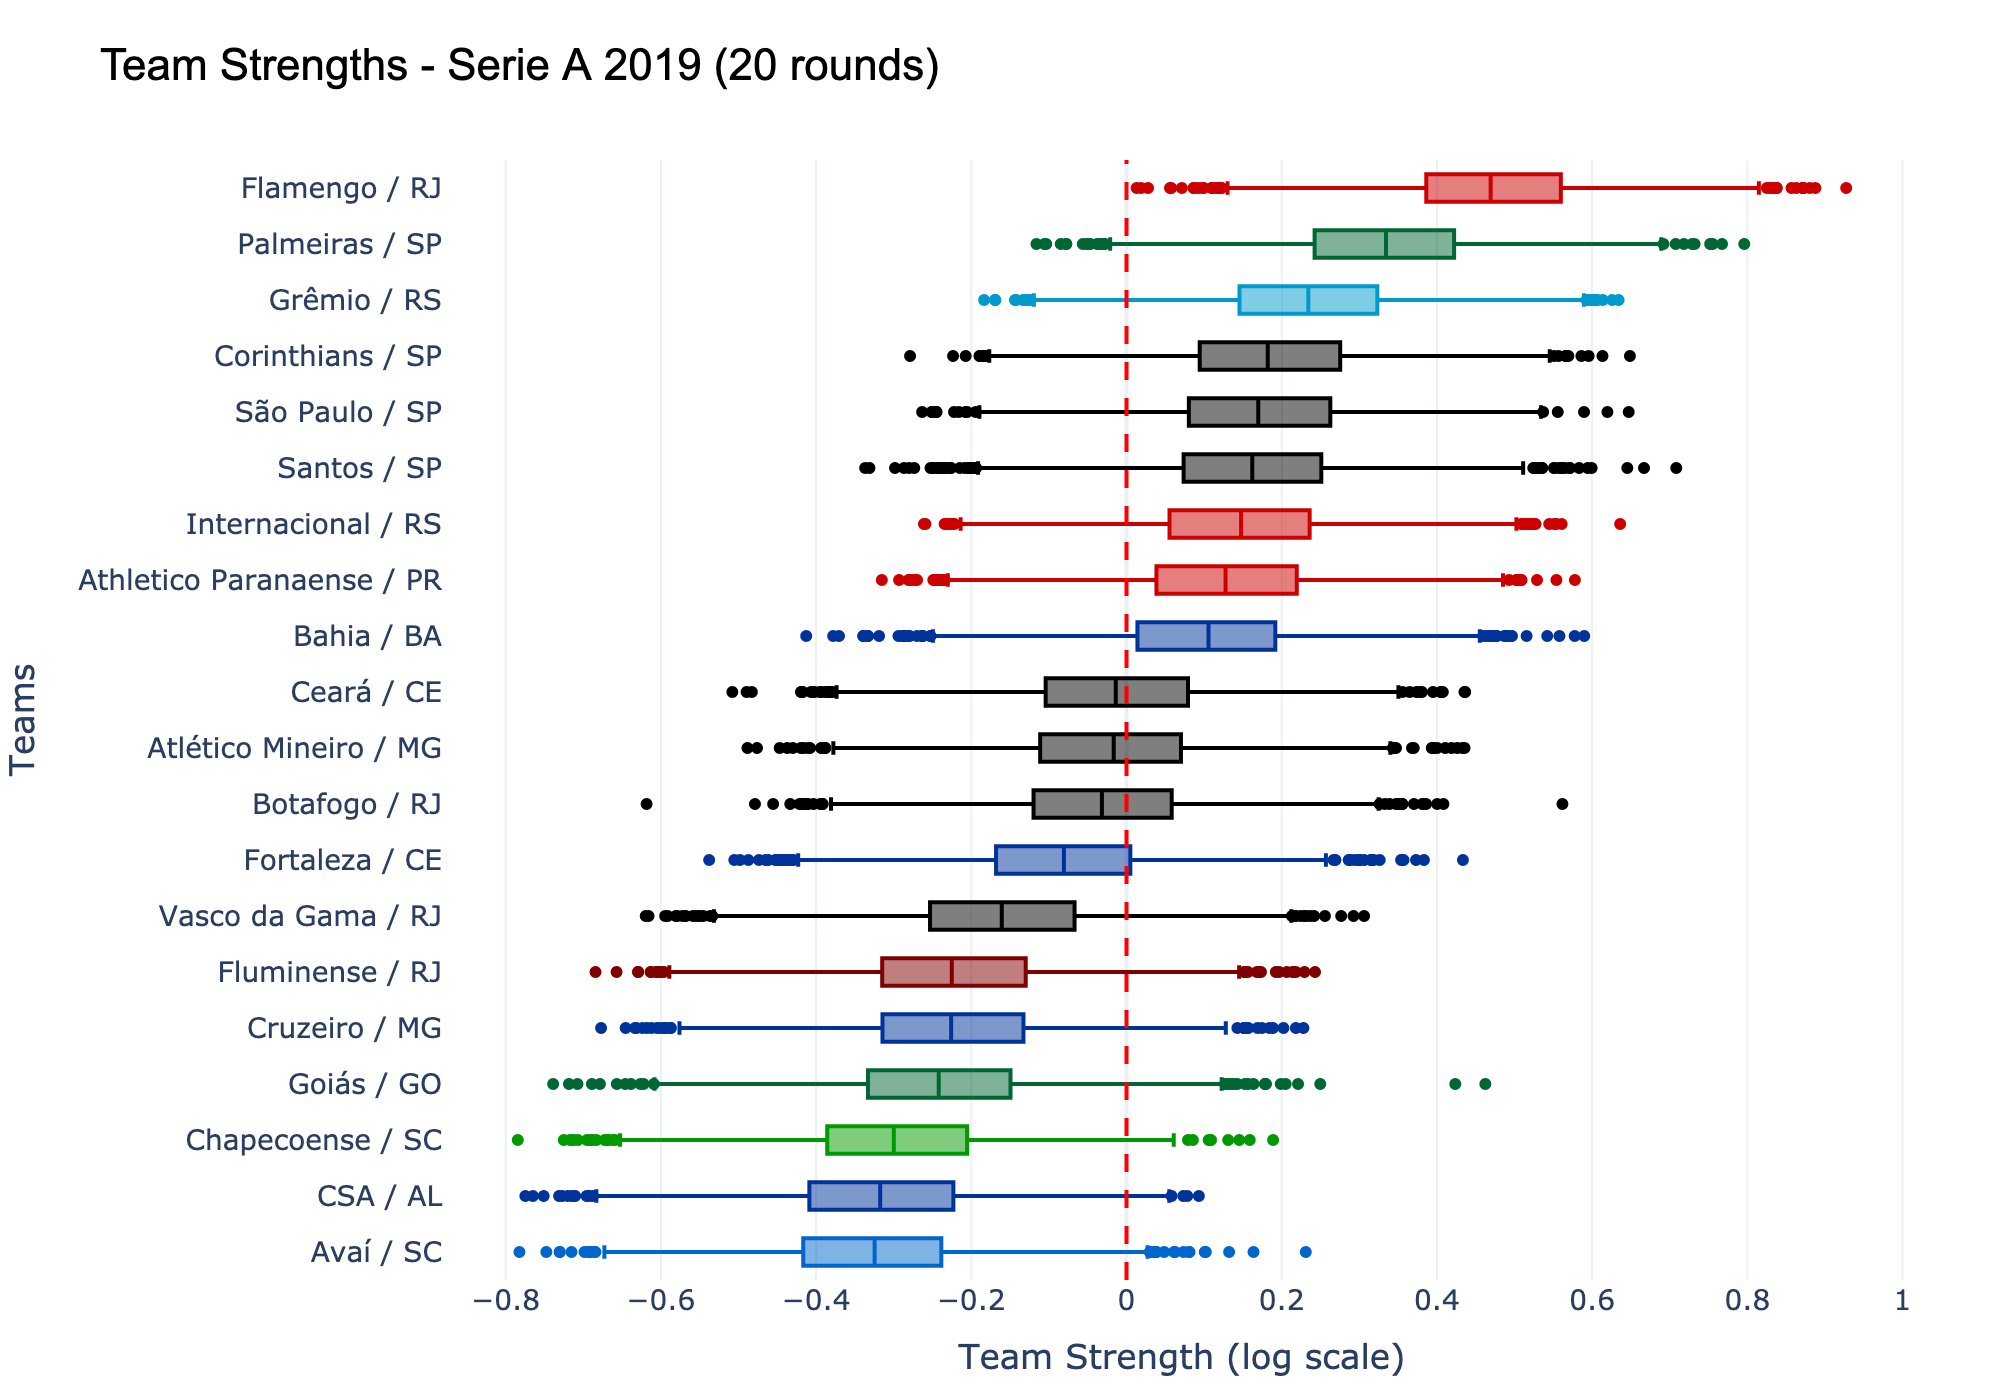 Team Strengths - Serie A 2019 (20 rounds)
Flamengo / RJ
Palmeiras / SP
Grêmio / RS
Corinthians / SP
São Paulo / SP
Santos / SP
Internacional / RS
Athletico Paranaense / PR
Bahia / BA
Ceará / CE
Atlético Mineiro / MG
Botafogo / RJ
Fortaleza / CE
Vasco da Gama / RJ
Fluminense / RJ
Cruzeiro / MG
Goiás / GO
Chapecoense / SC
CSA / AL
Avaí / SC
Teams
−0.8 −0.6 −0.4 −0.2 0 0.2 0.4 0.6 0.8 1
Team Strength (log scale)